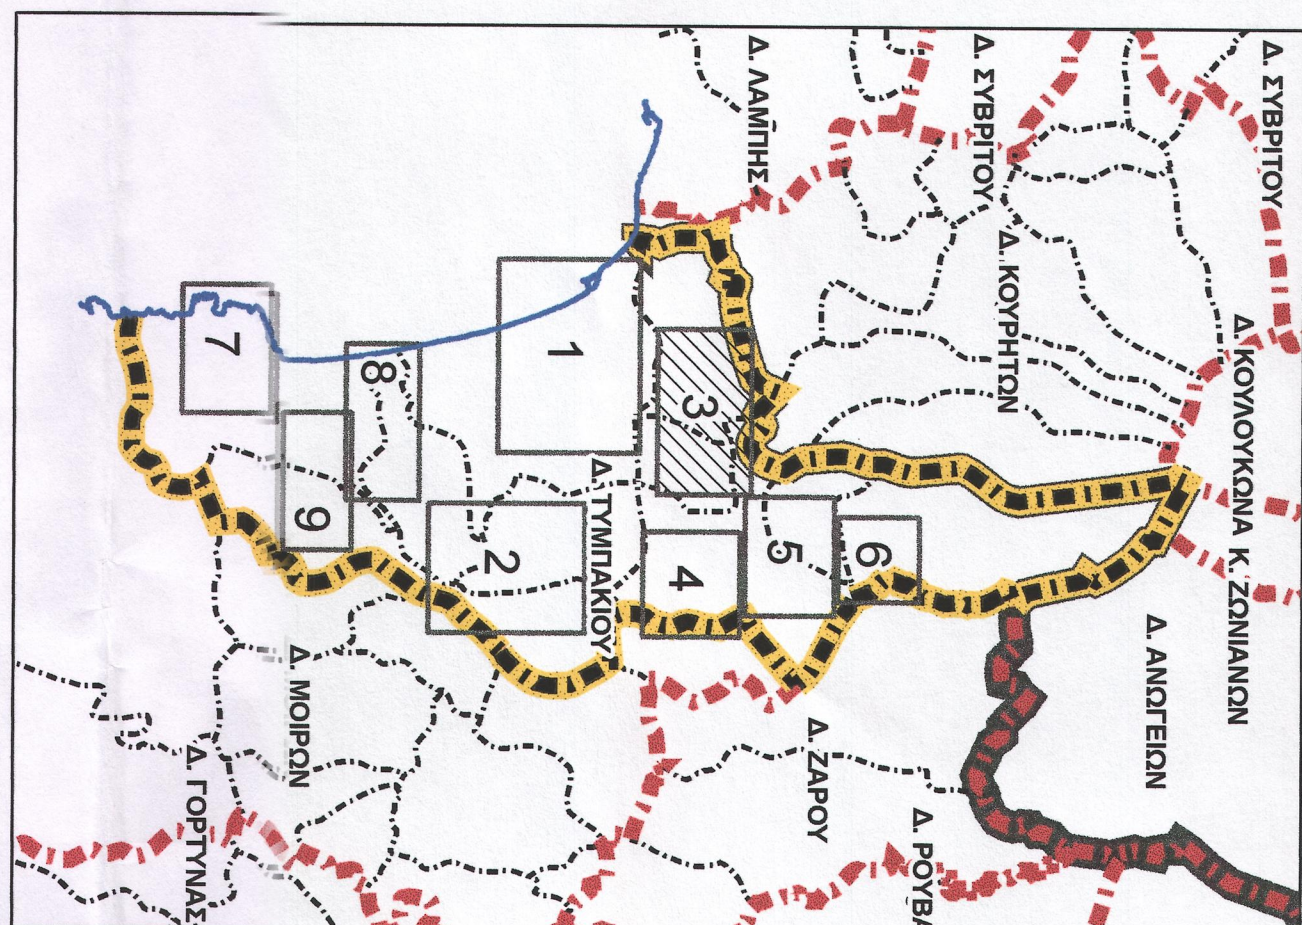 Δ. ΣΥΒΡΙΤΟΥ
Δ. ΚΟΥΛΟΥΚΩΝΑ Κ. ΖΩΝΙΑΝΩΝ
Δ. ΑΝΩΓΕΙΩΝ
Δ. ΣΥΒΡΙΤΟΥ
Δ. ΚΟΥΡΗΤΩΝ
Δ. ΡΟΥΒΑ
6
Δ. ΖΑΡΟΥ
5
Δ. ΛΑΜΠΗΣ
3
4
Δ. ΤΥΜΠΑΚΙΟΥ
1
2
8
9
Δ. ΜΟΙΡΩΝ
7
Δ. ΓΟΡΤΥΝΑΣ